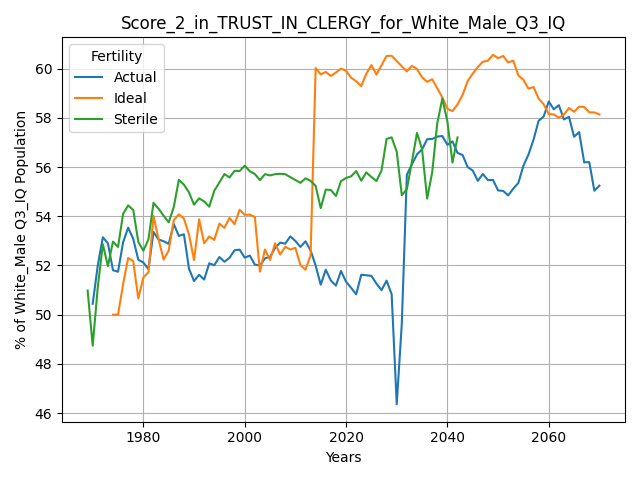 Score_2_in_TRUST_IN_CLERGY_for_White_Male_Q3_IQ
Fertility
Actual
Ideal
Sterile
% of White_Male Q3_IQ Population
60
58
56
54
52
50
48
46
1980
2000
2020
2040
2060
Years